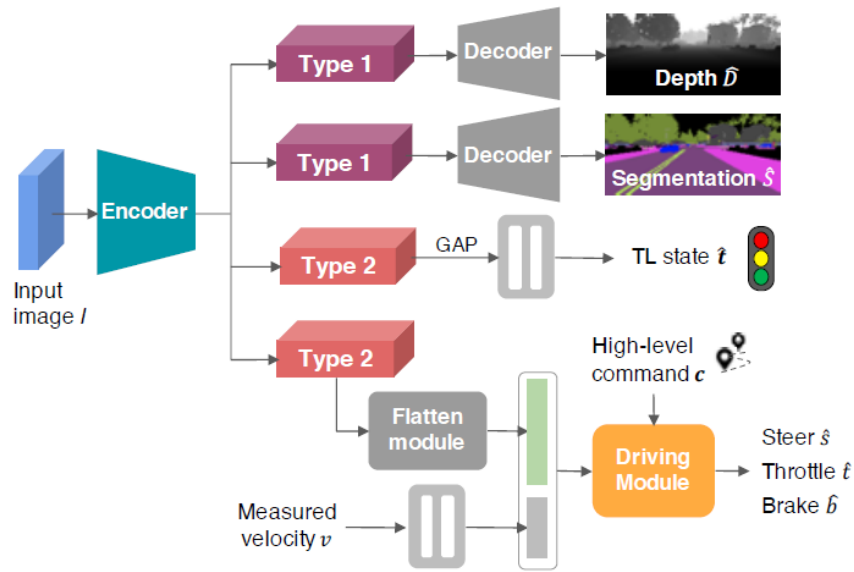 Type 1
Decoder
Depth D̂
Type 1
Decoder
Segmentation Ŝ
Encoder
Input
image I
Type 2
GAP
TL state t̂
Type 2
High-level
command c
Flatten
module
Driving
Module
Steer ŝ
Throttle t̂
Brake b̂
Measured
velocity v